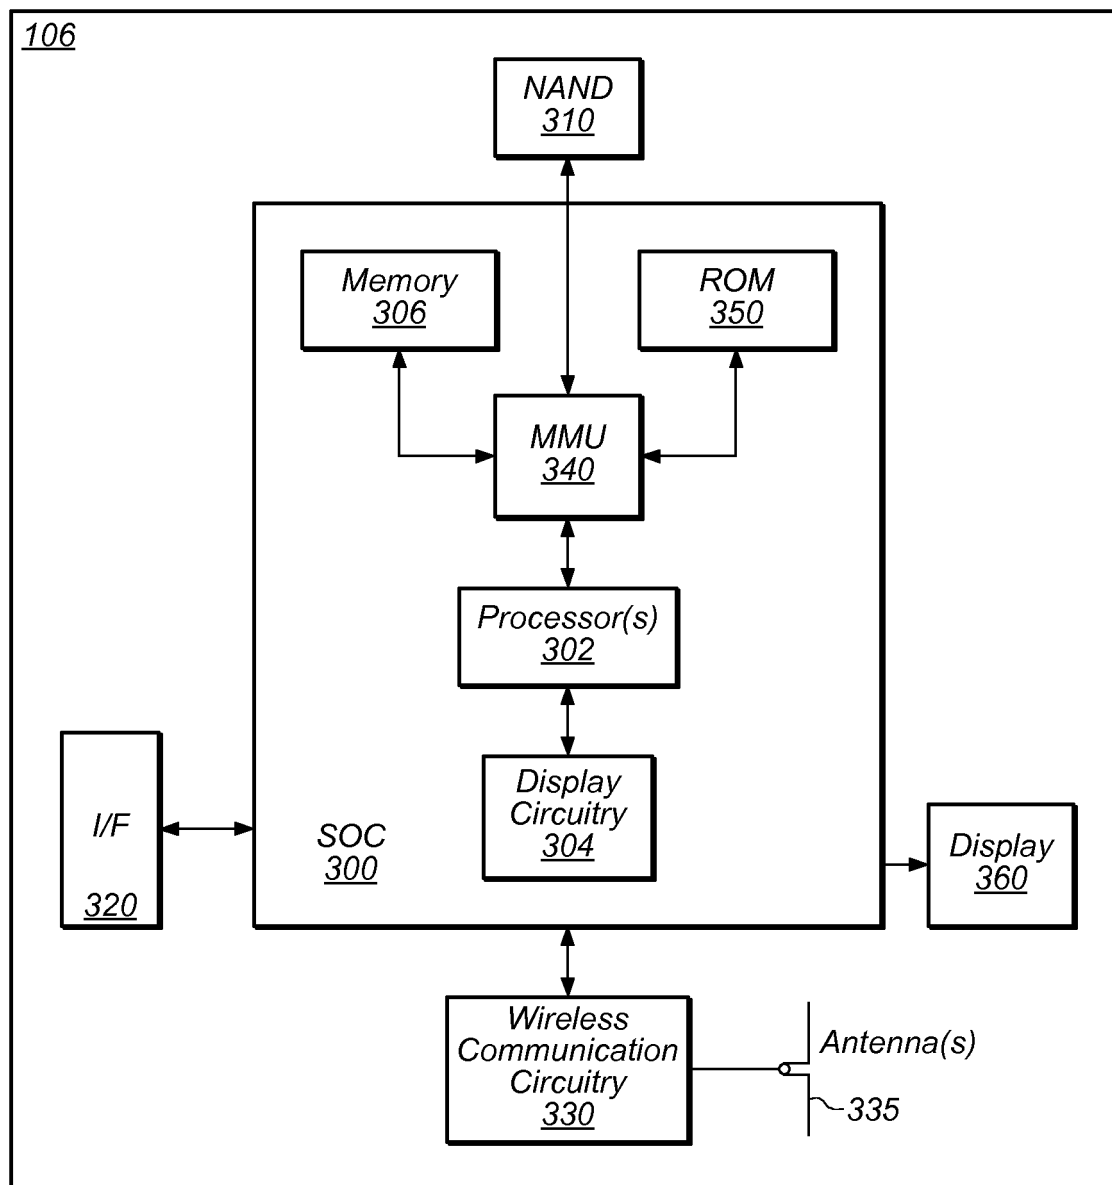 106
NAND
310
Memory
306
ROM
350
MMU
340
Processor(s)
302
Display
Circuitry
304
SOC
300
I/F
320
Display
360
Wireless
Communication
Circuitry
330
Antenna(s)
335